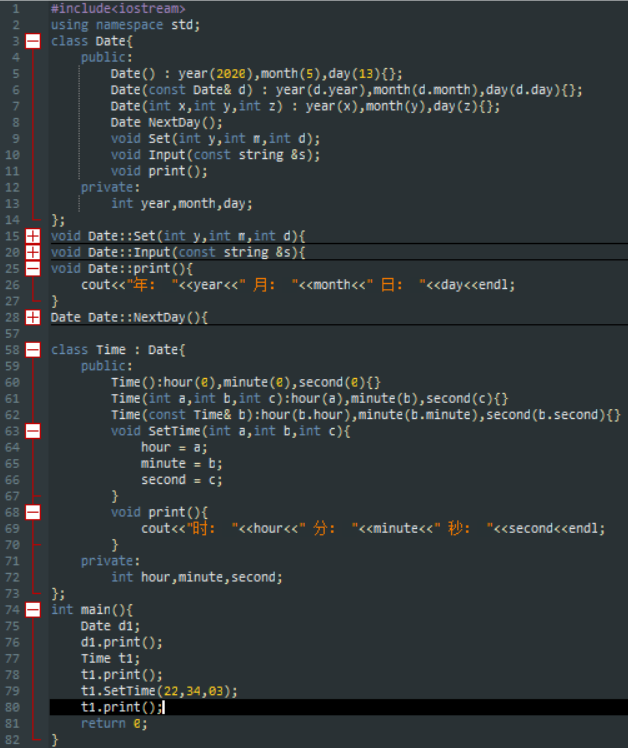 1 #include<iostream>
2 using namespace std;
3 class Date{
4 public:
5 Date() : year(2020),month(5),day(13){};
6 Date(const Date& d) : year(d.year),month(d.month),day(d.day){};
7 Date(int x,int y,int z) : year(x),month(y),day(z){};
8 Date NextDay();
9 void Set(int y,int m,int d);
10 void Input(const string &s);
11 void print();
12 private:
13 int year,month,day;
14 };
15 void Date::Set(int y,int m,int d){
20 void Date::Input(const string &s){
25 void Date::print(){
26 cout<<"年： "<<year<<" 月： "<<month<<" 日： "<<day<<endl;
27 }
28 Date Date::NextDay(){
57
58 class Time : Date{
59 public:
60 Time():hour(0),minute(0),second(0){}
61 Time(int a,int b,int c):hour(a),minute(b),second(c){}
62 Time(const Time& b):hour(b.hour),minute(b.minute),second(b.second){}
63 void SetTime(int a,int b,int c){
64 hour = a;
65 minute = b;
66 second = c;
67 }
68 void print(){
69 cout<<"时： "<<hour<<" 分： "<<minute<<" 秒： "<<second<<endl;
70 }
71 private:
72 int hour,minute,second;
73 };
74 int main(){
75 Date d1;
76 d1.print();
77 Time t1;
78 t1.print();
79 t1.SetTime(22,34,03);
80 t1.print();
81 return 0;
82 }